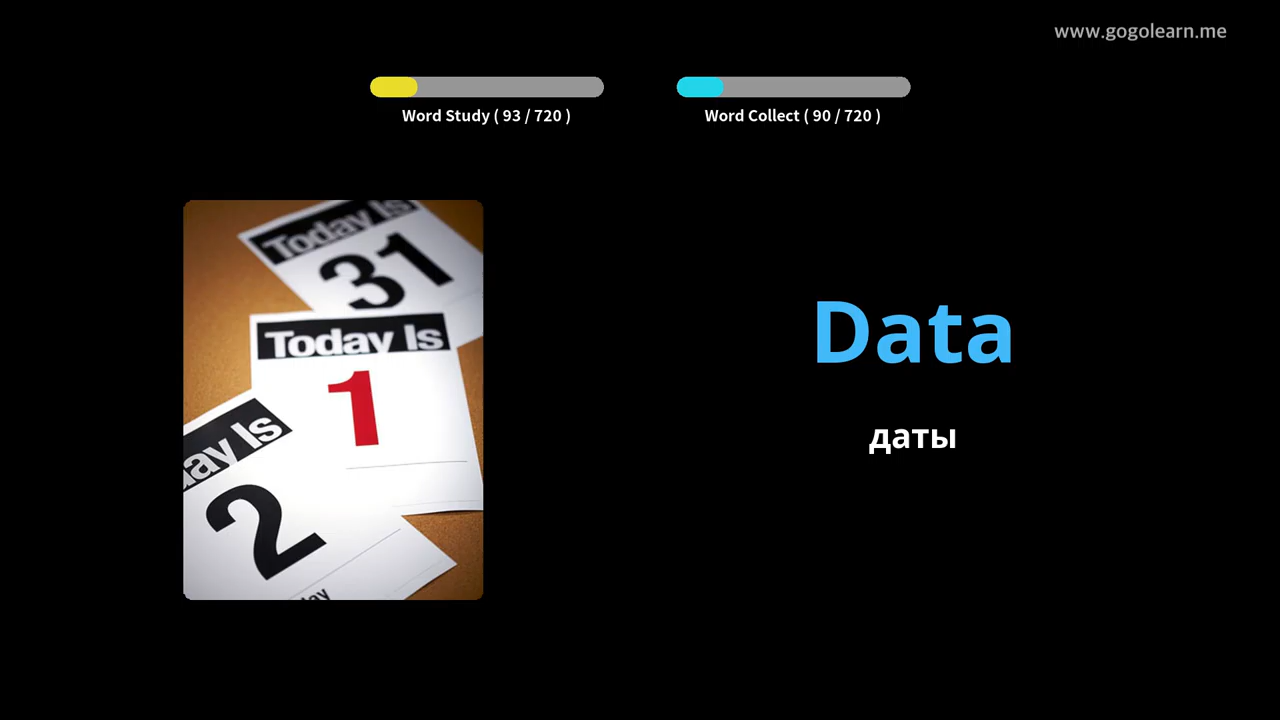 www.gogolearn.me
Word Study ( 93 / 720 )
Word Collect ( 90 / 720 )
Today Is
31
Today Is
1
ay Is
2
Data
даты